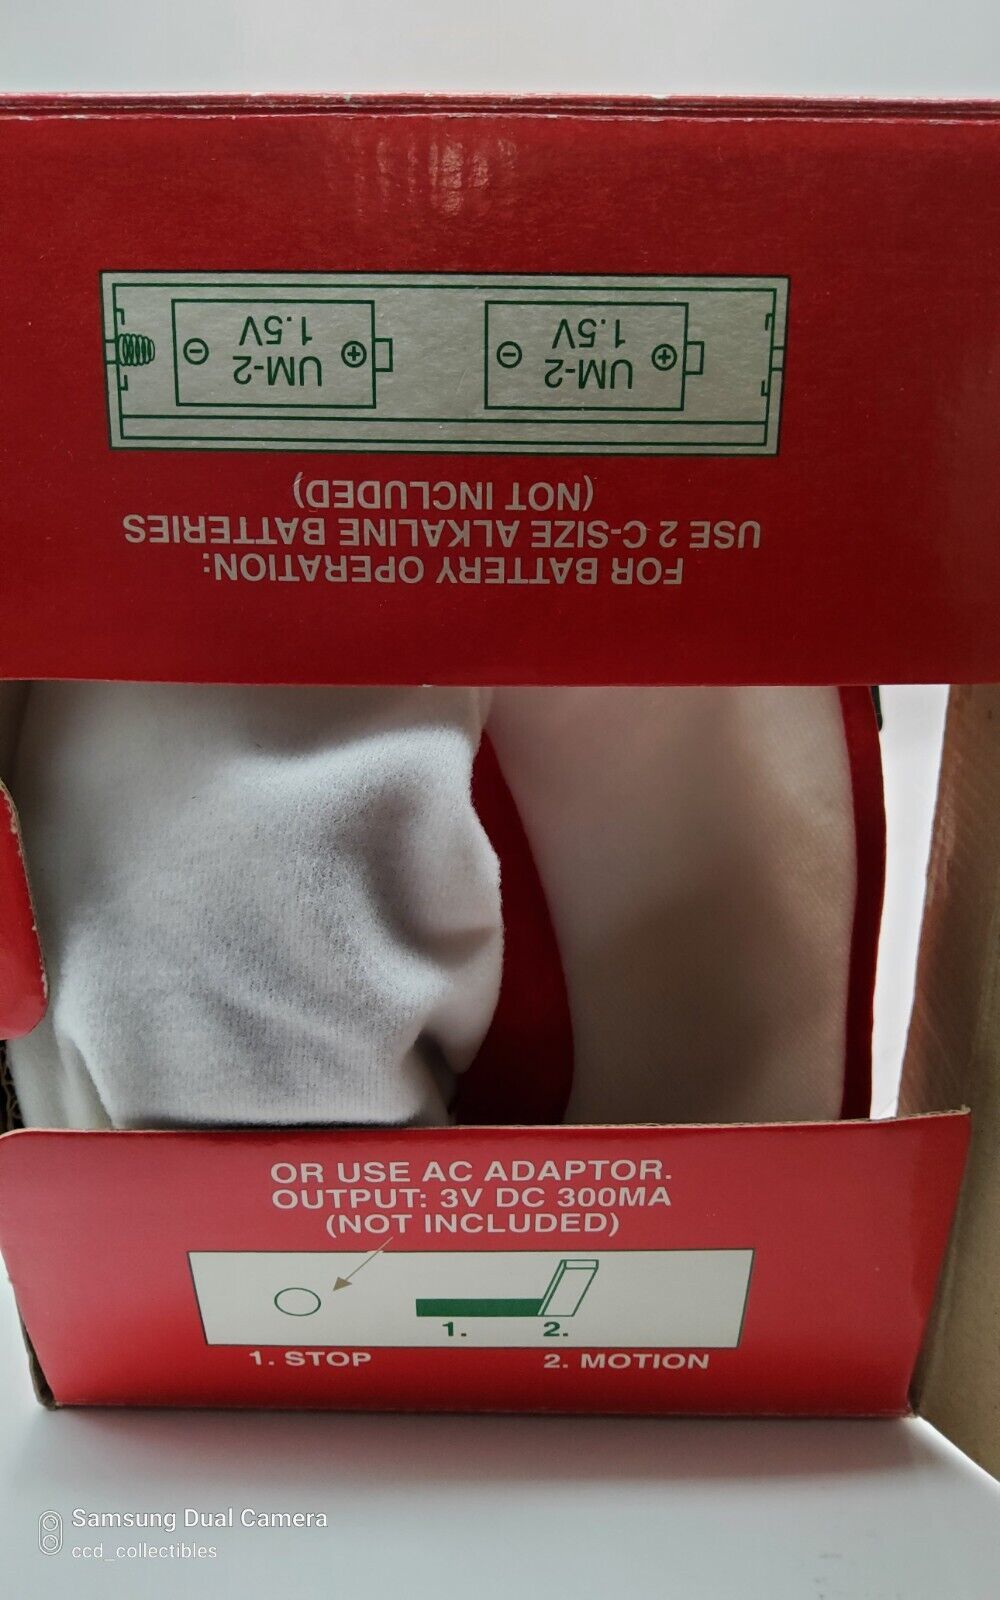 FOR BATTERY OPERATION:
USE 2 C-SIZE ALKALINE BATTERIES
(NOT INCLUDED)
UM-2
1.5V
UM-2
1.5V
OR USE AC ADAPTOR.
OUTPUT: 3V DC 300MA
(NOT INCLUDED)
1. 2.
1. STOP 2. MOTION
Samsung Dual Camera
ccd_collectibles